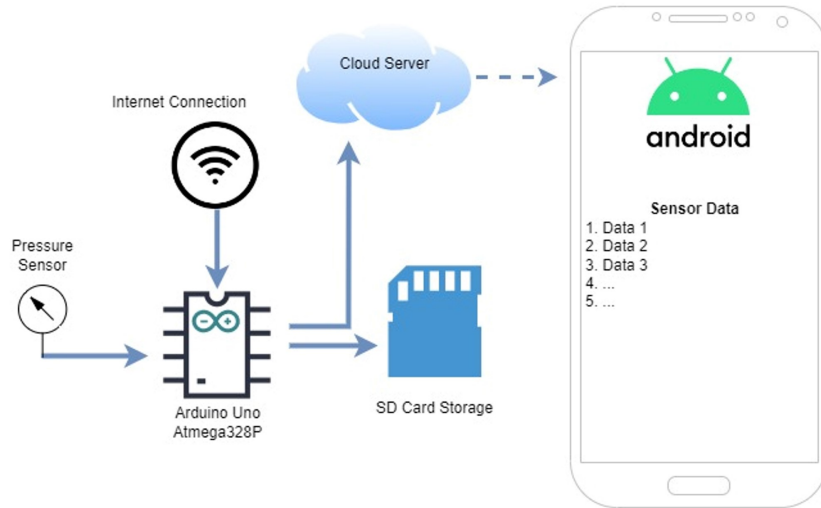 Cloud Server
Internet Connection
android
Pressure
Sensor
Sensor Data
1. Data 1
2. Data 2
3. Data 3
4. ...
5. ...
SD Card Storage
Arduino Uno
Atmega328P